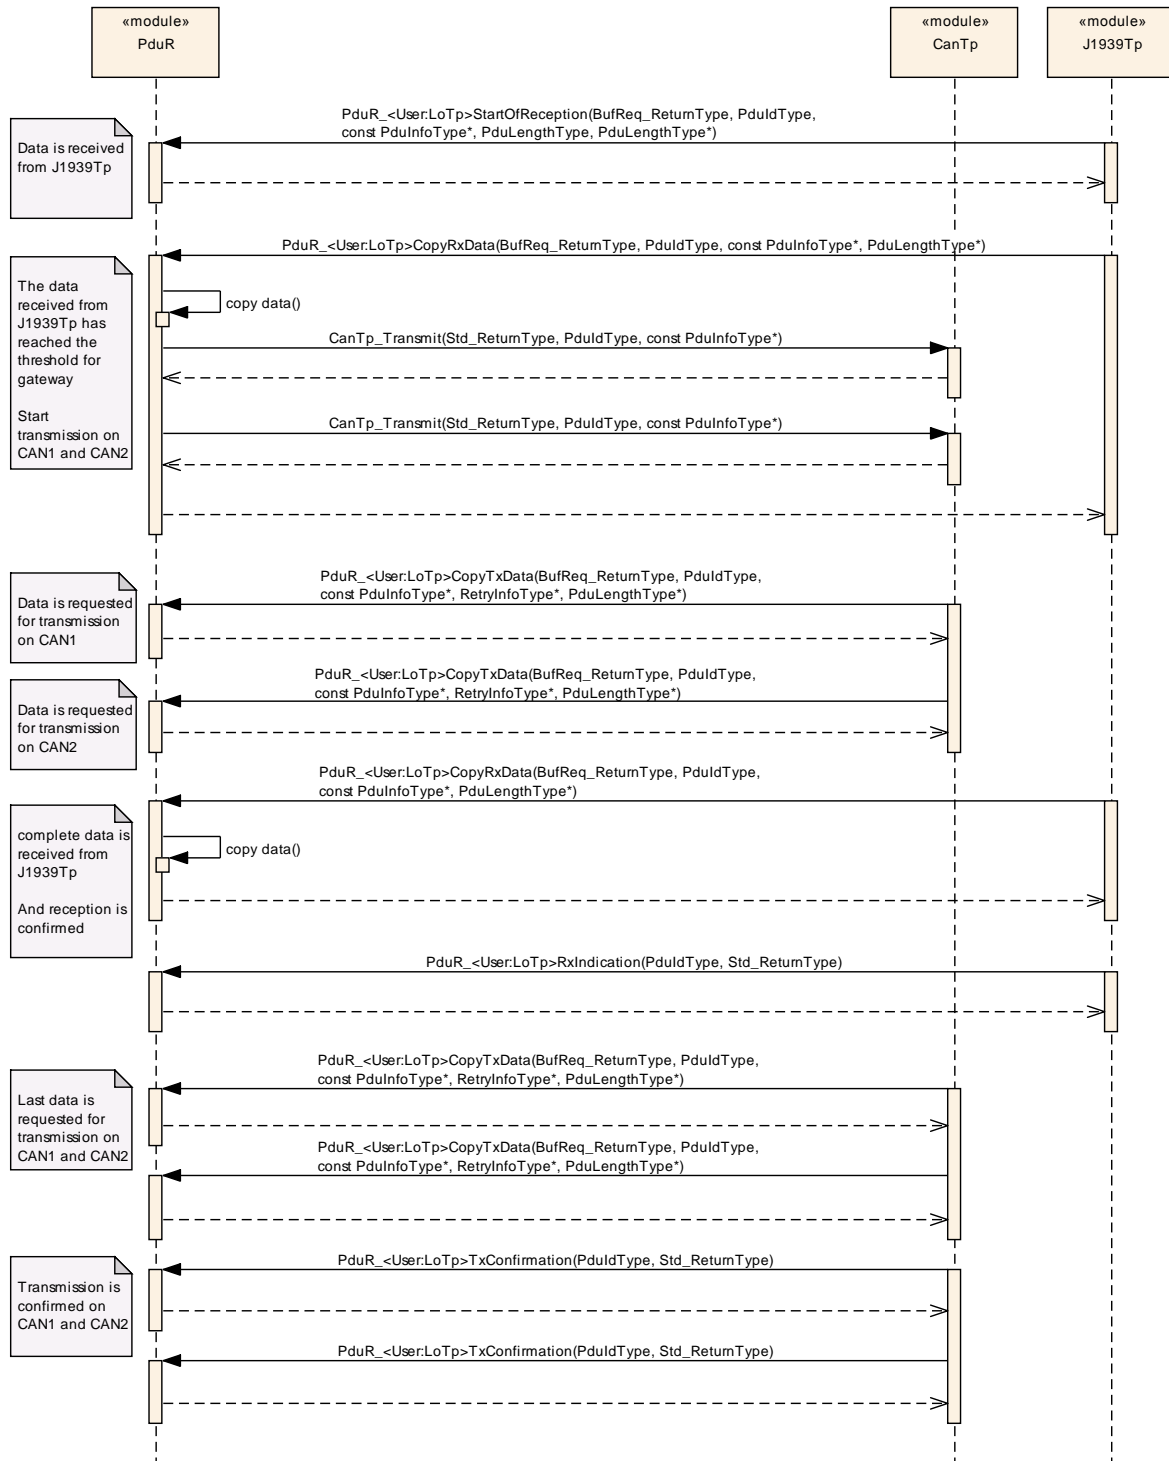 «module»
PduR
«module»
CanTp
«module»
J1939Tp
PduR_<User:LoTp>StartOfReception(BufReq_ReturnType, PduIdType,
const PduInfoType*, PduLengthType, PduLengthType*)
Data is received
from J1939Tp
PduR_<User:LoTp>CopyRxData(BufReq_ReturnType, PduIdType, const PduInfoType*, PduLengthType*)
The data
received from
J1939Tp has
reached the
threshold for
gateway
Start
transmission on
CAN1 and CAN2
copy data()
CanTp_Transmit(Std_ReturnType, PduIdType, const PduInfoType*)
CanTp_Transmit(Std_ReturnType, PduIdType, const PduInfoType*)
PduR_<User:LoTp>CopyTxData(BufReq_ReturnType, PduIdType,
const PduInfoType*, RetryInfoType*, PduLengthType*)
Data is requested
for transmission
on CAN1
PduR_<User:LoTp>CopyTxData(BufReq_ReturnType, PduIdType,
const PduInfoType*, RetryInfoType*, PduLengthType*)
Data is requested
for transmission
on CAN2
PduR_<User:LoTp>CopyRxData(BufReq_ReturnType, PduIdType,
const PduInfoType*, PduLengthType*)
complete data is
received from
J1939Tp
And reception is
confirmed
copy data()
PduR_<User:LoTp>RxIndication(PduIdType, Std_ReturnType)
PduR_<User:LoTp>CopyTxData(BufReq_ReturnType, PduIdType,
const PduInfoType*, RetryInfoType*, PduLengthType*)
Last data is
requested for
transmission on
CAN1 and CAN2
PduR_<User:LoTp>CopyTxData(BufReq_ReturnType, PduIdType,
const PduInfoType*, RetryInfoType*, PduLengthType*)
PduR_<User:LoTp>TxConfirmation(PduIdType, Std_ReturnType)
Transmission is
confirmed on
CAN1 and CAN2
PduR_<User:LoTp>TxConfirmation(PduIdType, Std_ReturnType)